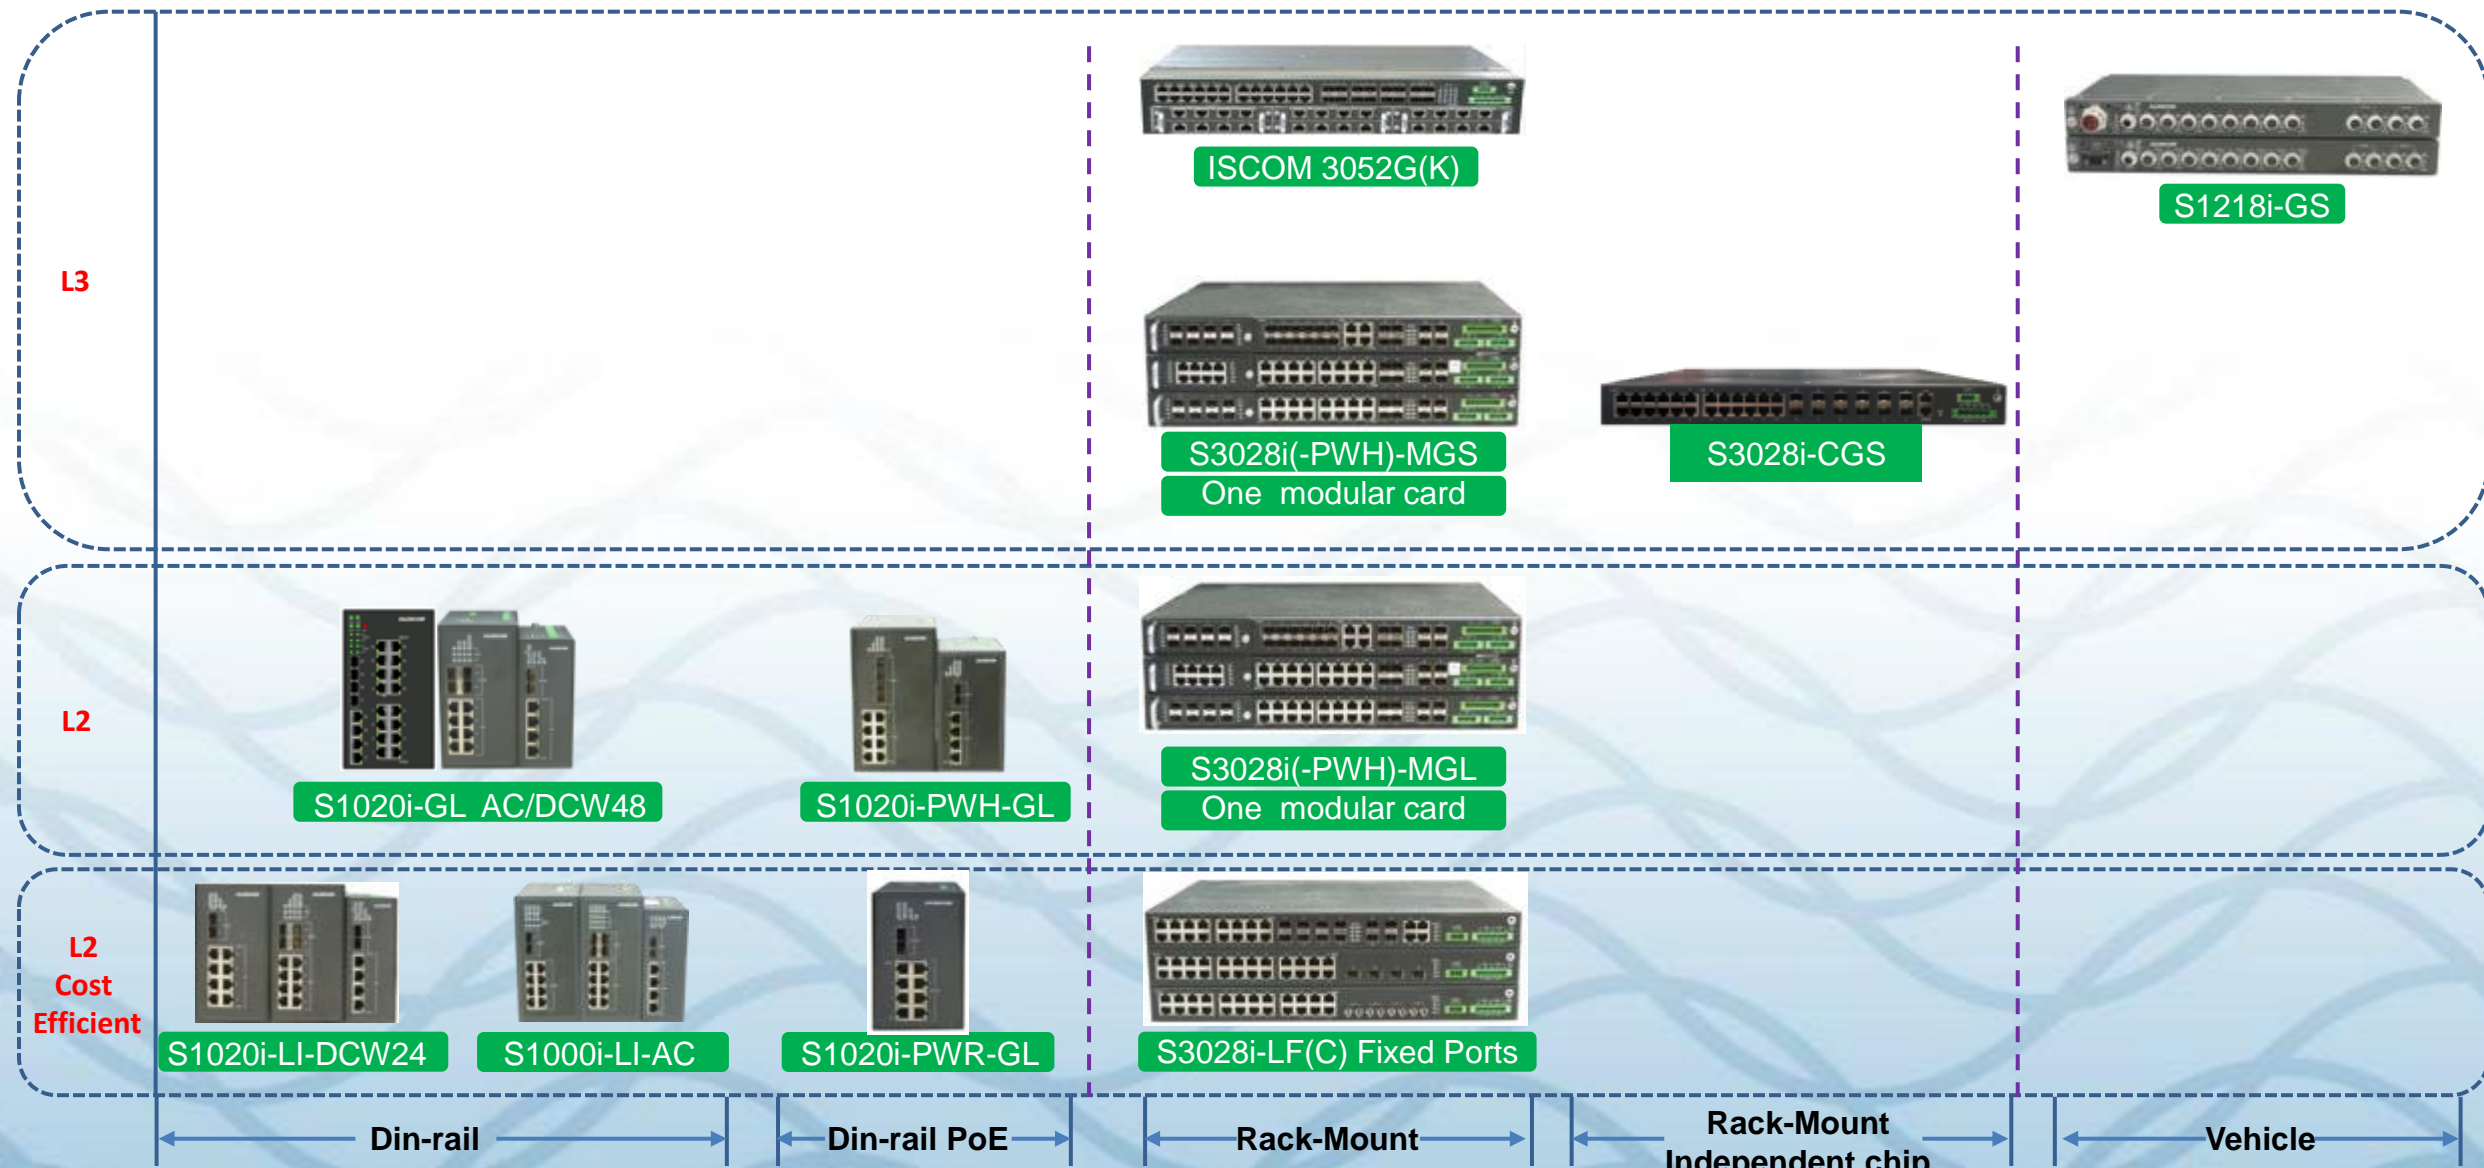 ISCOM 3052G(K)
S1218i-GS
L3
S3028i(-PWH)-MGS
One modular card
S3028i-CGS
L2
S1020i-GL AC/DCW48
S1020i-PWH-GL
S3028i(-PWH)-MGL
One modular card
L2
Cost
Efficient
S1020i-LI-DCW24
S1000i-LI-AC
S1020i-PWR-GL
S3028i-LF(C) Fixed Ports
Din-rail
Din-rail PoE
Rack-Mount
Rack-Mount
Independent chip
Vehicle